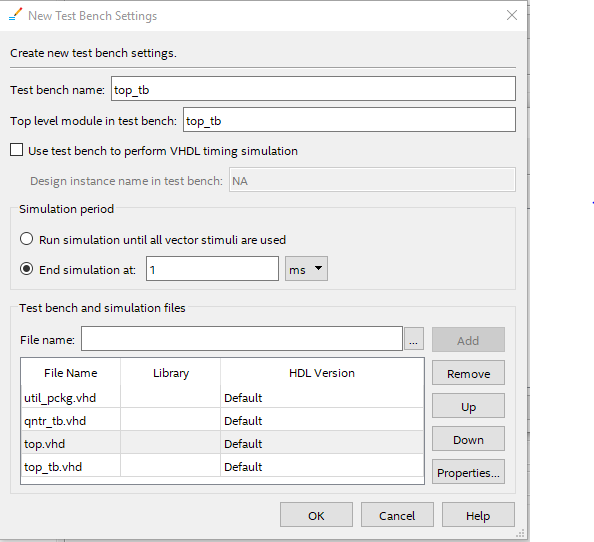 New Test Bench Settings
Create new test bench settings.
Test bench name: top_tb
Top level module in test bench: top_tb
Use test bench to perform VHDL timing simulation
Design instance name in test bench: NA
Simulation period
Run simulation until all vector stimuli are used
End simulation at: 1 ms
Test bench and simulation files
File name: ... Add
File Name Library HDL Version Remove
util_pckg.vhd Default
qntr_tb.vhd Default Up
top.vhd Default Down
top_tb.vhd Default Properties...
OK Cancel Help